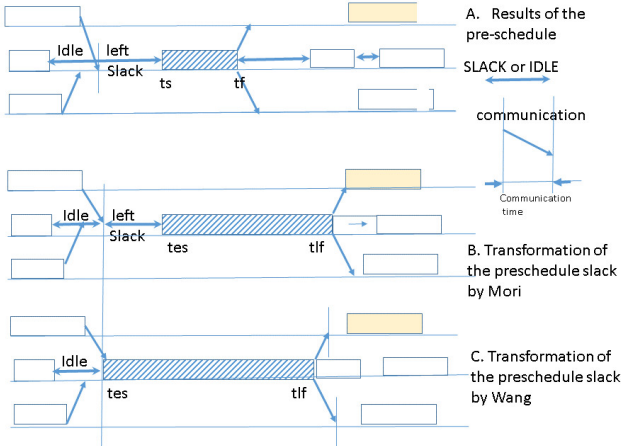 A. Results of the
pre-schedule
Idle left
Slack
ts tf
SLACK or IDLE
communication
Communication
time
Idle left
Slack
tes tlf
B. Transformation of
the preschedule slack
by Mori
Idle
tes tlf
C. Transformation of
the preschedule slack
by Wang